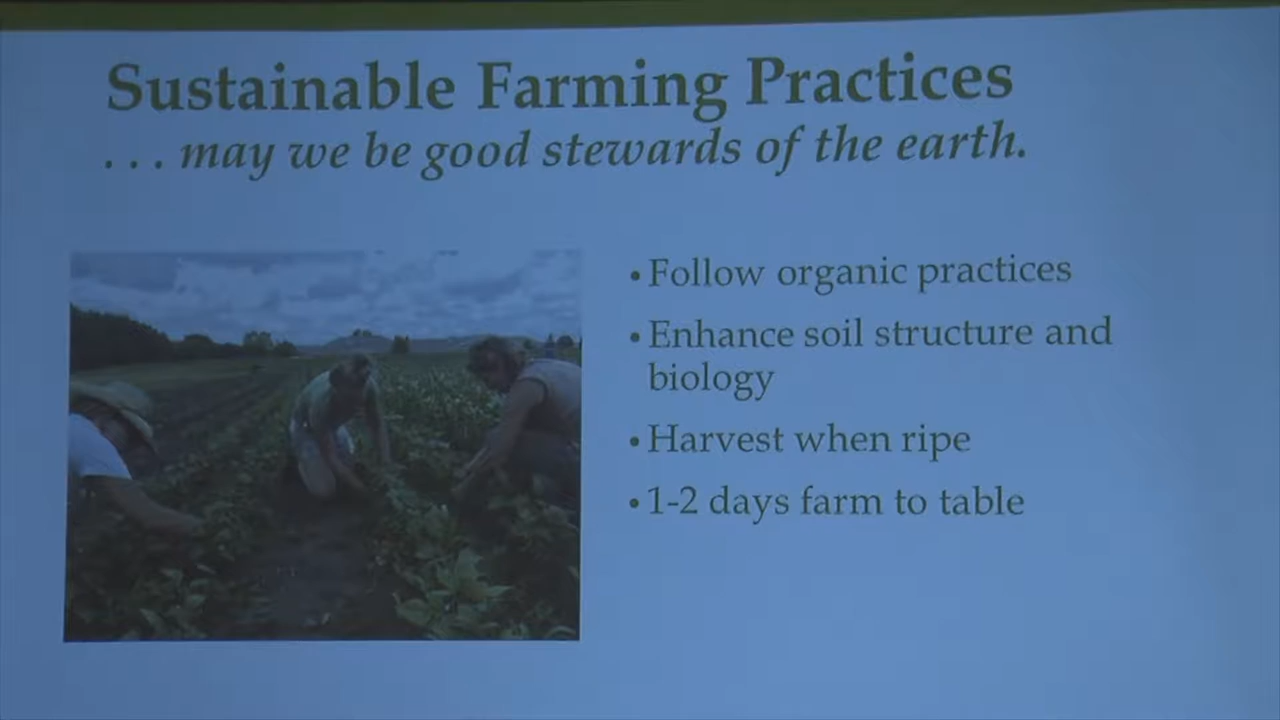 Sustainable Farming Practices
. . . may we be good stewards of the earth.
• Follow organic practices
• Enhance soil structure and
biology
• Harvest when ripe
• 1-2 days farm to table